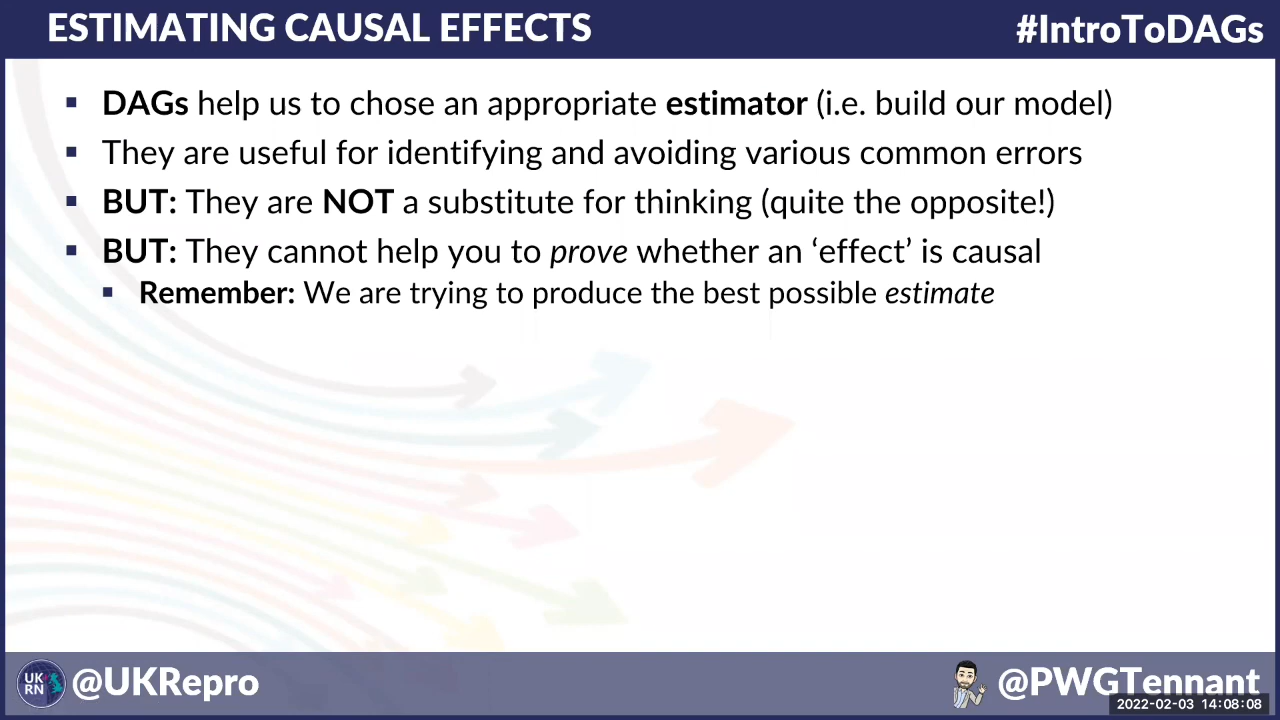 ESTIMATING CAUSAL EFFECTS
#IntroToDAGs
DAGs help us to chose an appropriate estimator (i.e. build our model)
They are useful for identifying and avoiding various common errors
BUT: They are NOT a substitute for thinking (quite the opposite!)
BUT: They cannot help you to prove whether an ‘effect’ is causal
Remember: We are trying to produce the best possible estimate
UK
RN
@UKRepro
@PWGTennant
2022-02-03 14:08:08